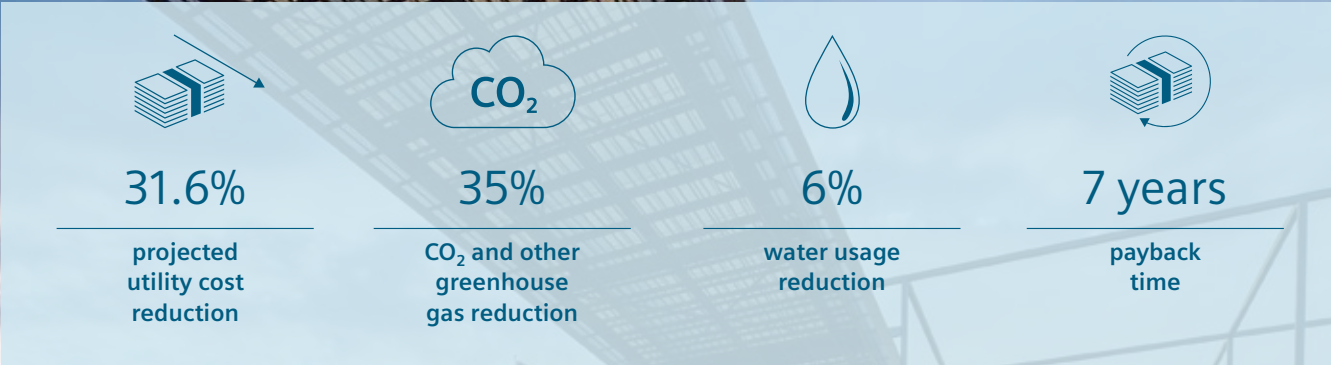 CO₂
31.6%
projected
utility cost
reduction
35%
CO₂ and other
greenhouse
gas reduction
6%
water usage
reduction
7 years
payback
time